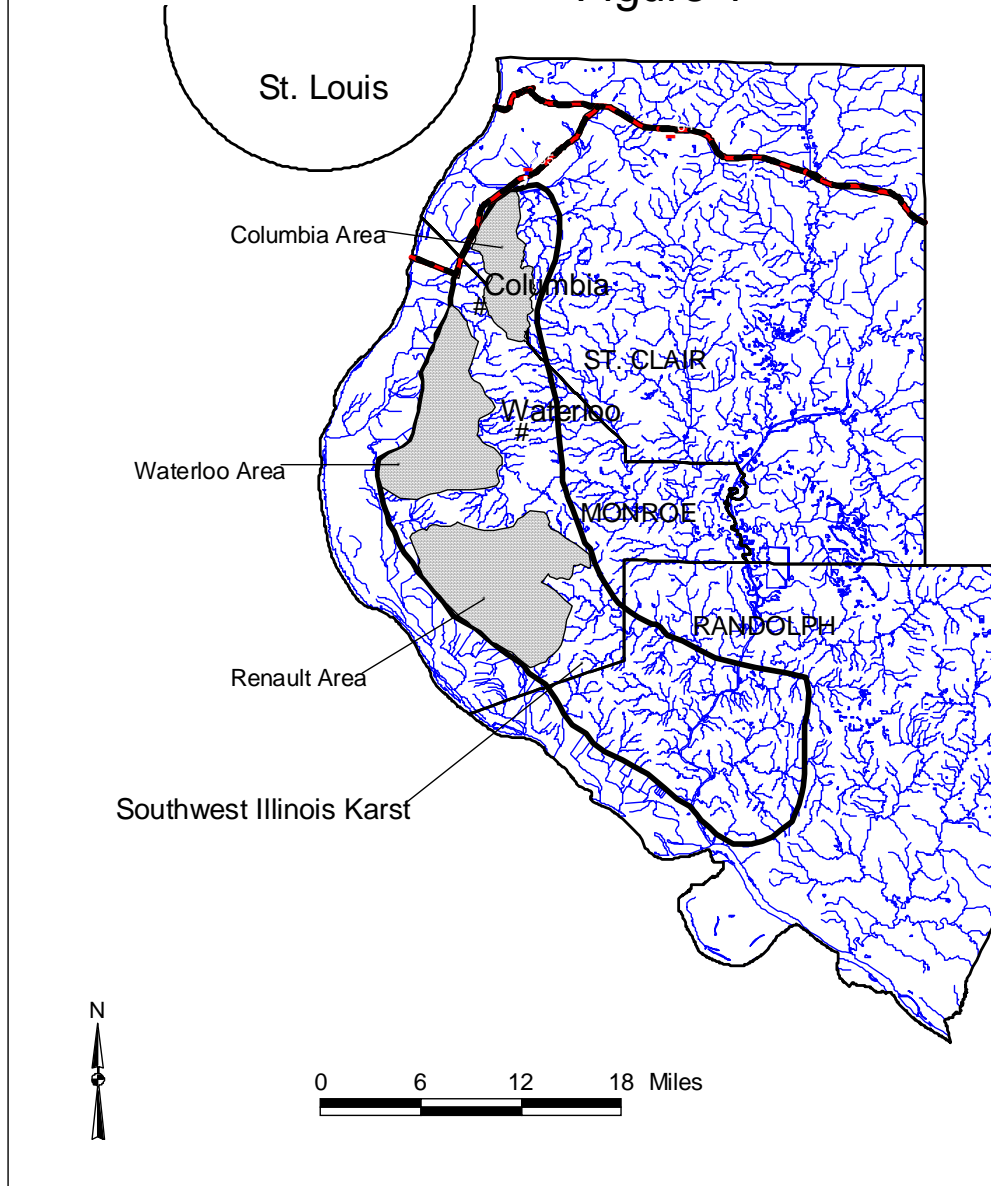 St. Louis
Columbia Area
Columbia
#
ST. CLAIR
Waterloo
#
Waterloo Area
MONROE
RANDOLPH
Renault Area
Southwest Illinois Karst
N
0 6 12 18 Miles